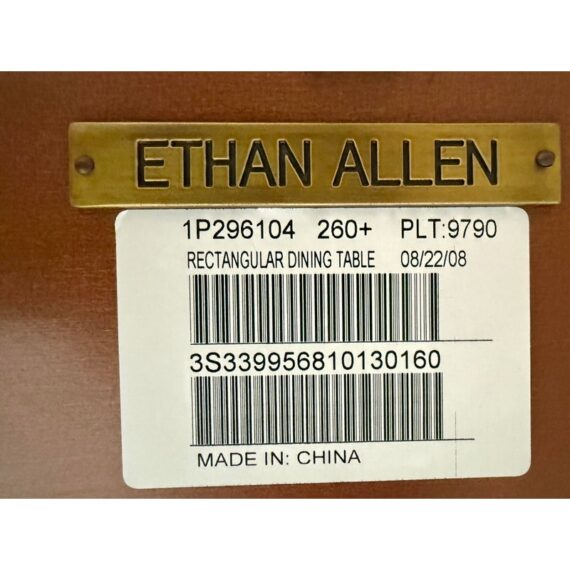 ETHAN ALLEN
1P296104 260+ PLT:9790
RECTANGULAR DINING TABLE 08/22/08
3S339956810130160
MADE IN: CHINA